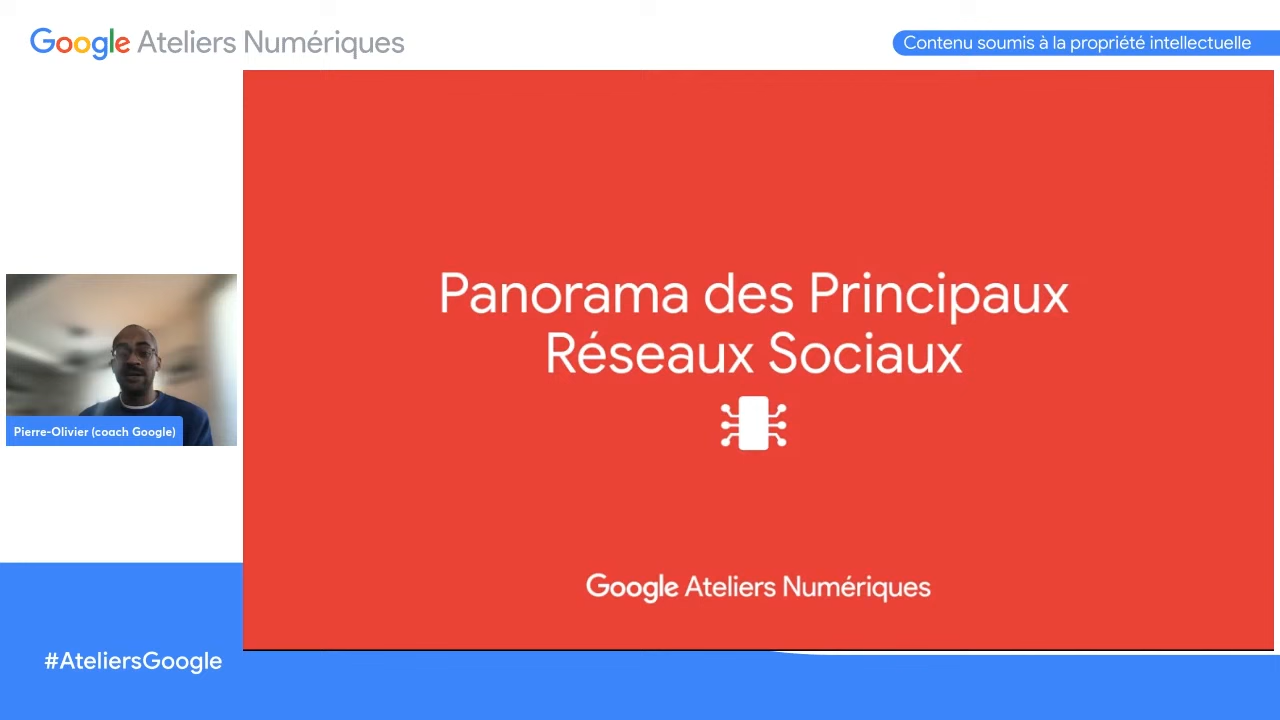 Google Ateliers Numériques
Contenu soumis à la propriété intellectuelle
Panorama des Principaux
Réseaux Sociaux
Pierre-Olivier (coach Google)
Google Ateliers Numériques
#AteliersGoogle